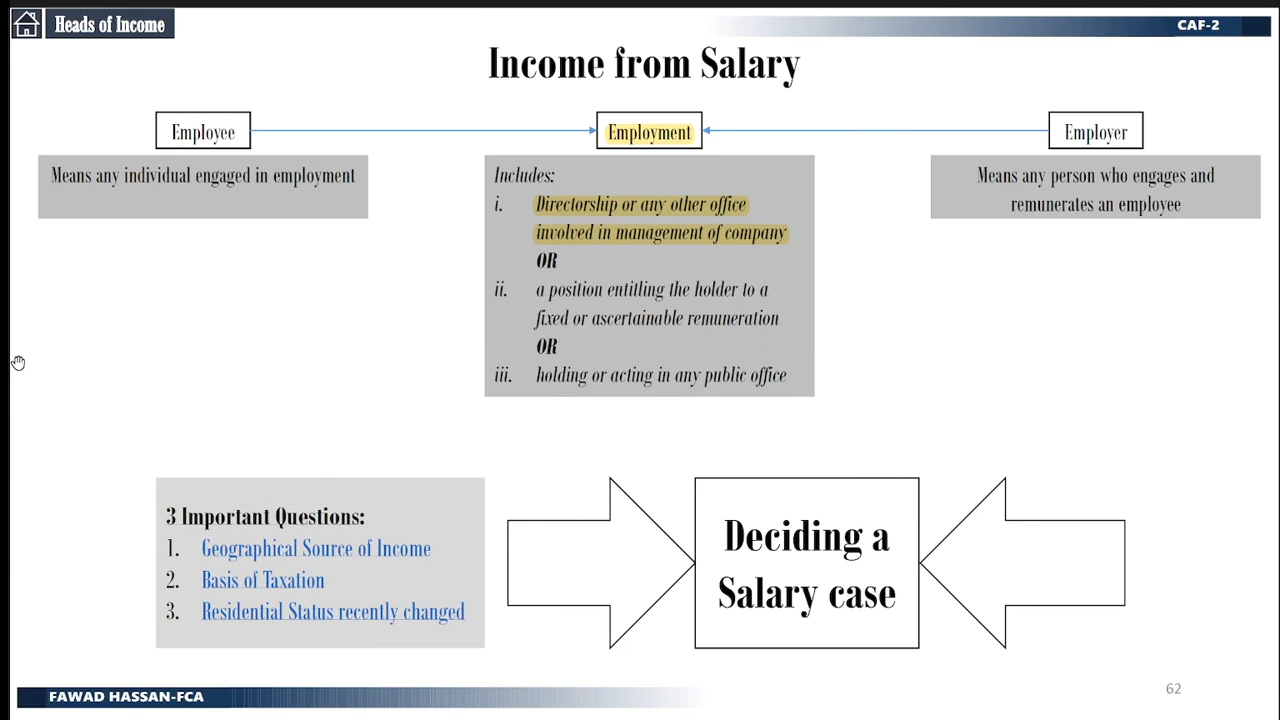 Heads of Income
CAF-2
Income from Salary
Employee
Employment
Employer
Means any individual engaged in employment
Includes:
i. Directorship or any other office
involved in management of company
OR
ii. a position entitling the holder to a
fixed or ascertainable remuneration
OR
iii. holding or acting in any public office
Means any person who engages and
remunerates an employee
3 Important Questions:
1. Geographical Source of Income
2. Basis of Taxation
3. Residential Status recently changed
Deciding a
Salary case
FAWAD HASSAN-FCA
62